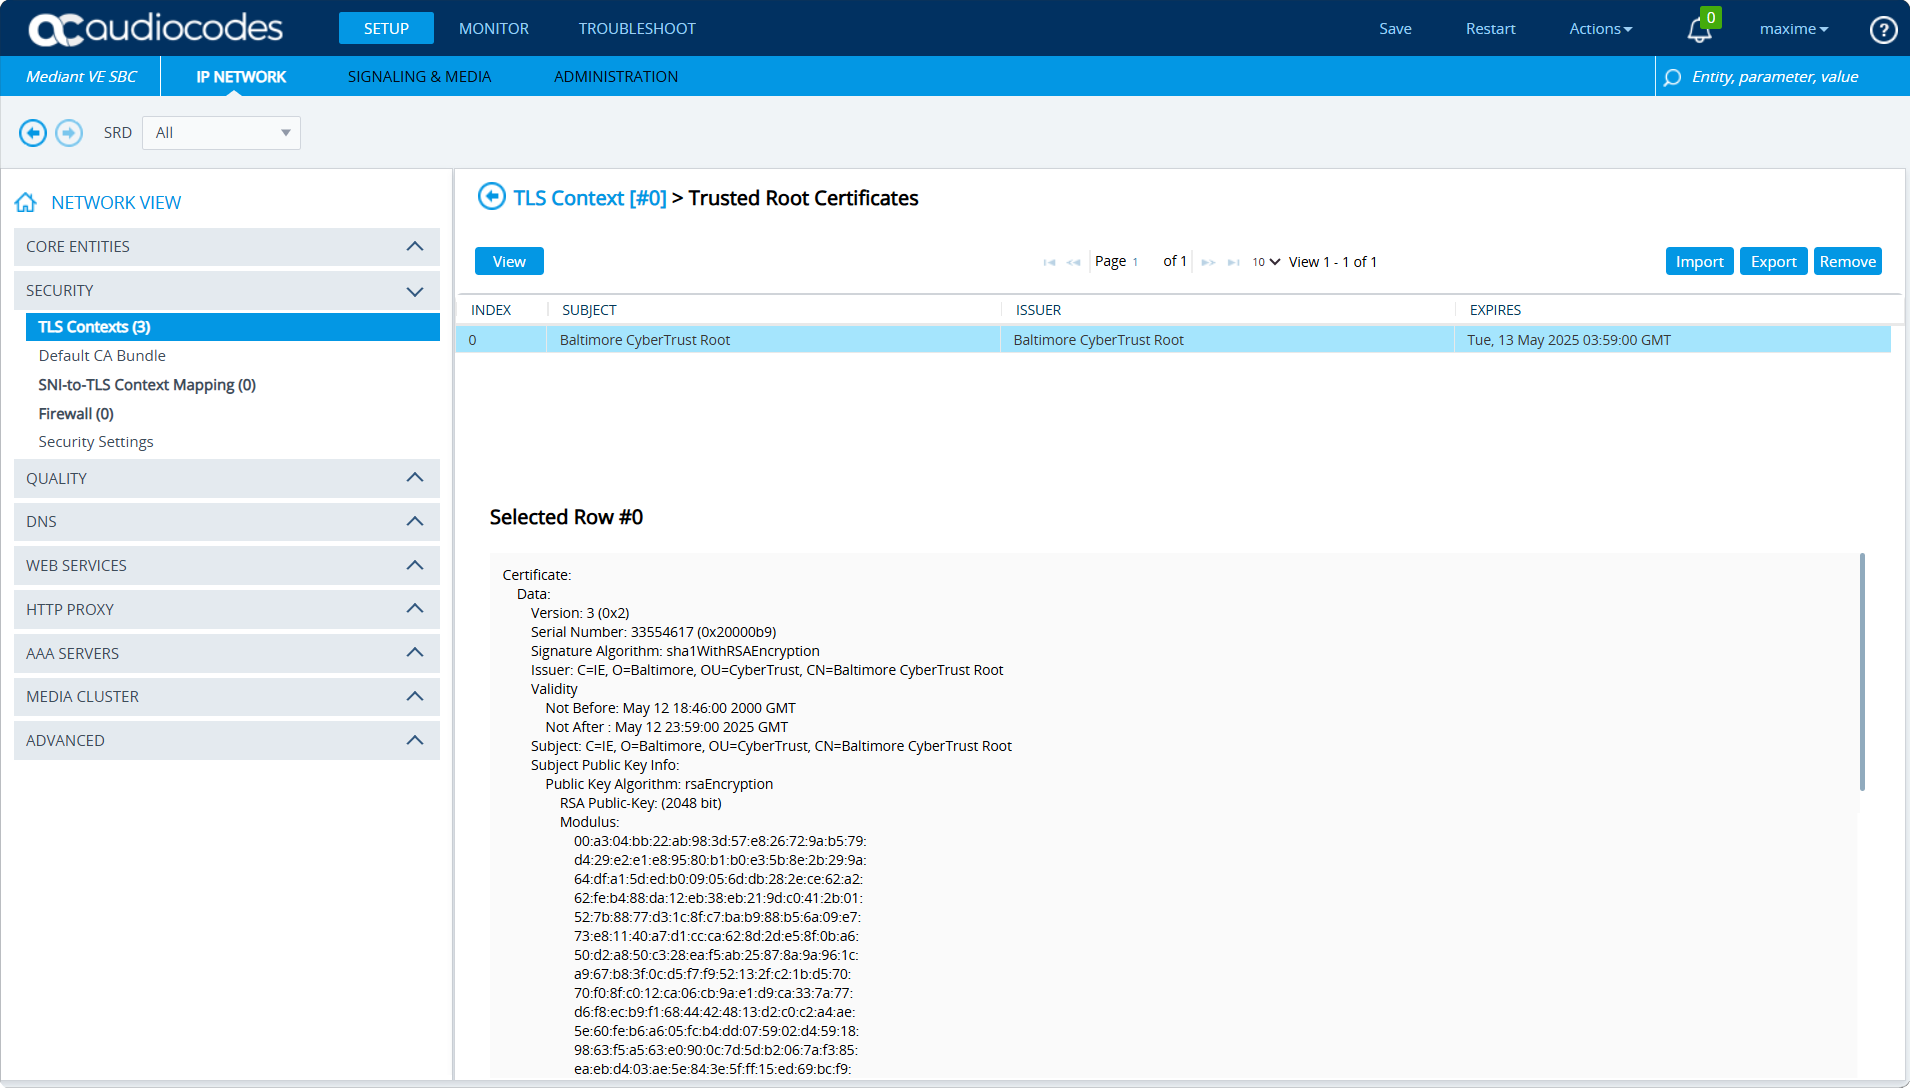 audiocodes
SETUP
MONITOR
TROUBLESHOOT
Save
Restart
Actions
0
maxime
?
Mediant VE SBC
IP NETWORK
SIGNALING & MEDIA
ADMINISTRATION
Entity, parameter, value
SRD
All
NETWORK VIEW
CORE ENTITIES
SECURITY
TLS Contexts (3)
Default CA Bundle
SNI-to-TLS Context Mapping (0)
Firewall (0)
Security Settings
QUALITY
DNS
WEB SERVICES
HTTP PROXY
AAA SERVERS
MEDIA CLUSTER
ADVANCED
TLS Context [#0] > Trusted Root Certificates
View
Page 1 of 1
10
View 1 - 1 of 1
Import
Export
Remove
INDEX SUBJECT ISSUER EXPIRES
0 Baltimore CyberTrust Root Baltimore CyberTrust Root Tue, 13 May 2025 03:59:00 GMT
Selected Row #0
Certificate:
Data:
Version: 3 (0x2)
Serial Number: 33554617 (0x20000b9)
Signature Algorithm: sha1WithRSAEncryption
Issuer: C=IE, O=Baltimore, OU=CyberTrust, CN=Baltimore CyberTrust Root
Validity
Not Before: May 12 18:46:00 2000 GMT
Not After : May 12 23:59:00 2025 GMT
Subject: C=IE, O=Baltimore, OU=CyberTrust, CN=Baltimore CyberTrust Root
Subject Public Key Info:
Public Key Algorithm: rsaEncryption
RSA Public-Key: (2048 bit)
Modulus:
00:a3:04:bb:22:ab:98:3d:57:e8:26:72:9a:b5:79:
d4:29:e2:e1:e8:95:80:b1:b0:e3:5b:8e:2b:29:9a:
64:df:a1:5d:ed:b0:09:05:6d:db:28:2e:ce:62:a2:
62:fe:b4:88:da:12:eb:38:eb:21:9d:c0:41:2b:01:
52:7b:88:77:d3:1c:8f:c7:ba:b9:88:b5:6a:09:e7:
73:e8:11:40:a7:d1:cc:ca:62:8d:2d:e5:8f:0b:a6:
50:d2:a8:50:c3:28:ea:f5:ab:25:87:8a:9a:96:1c:
a9:67:b8:3f:0c:d5:f7:f9:52:13:2f:c2:1b:d5:70:
70:f0:8f:c0:12:ca:06:cb:9a:e1:d9:ca:33:7a:77:
d6:f8:ec:b9:f1:68:44:42:48:13:d2:c0:c2:a4:ae:
5e:60:fe:b6:a6:05:fc:b4:dd:07:59:02:d4:59:18:
98:63:f5:a5:63:e0:90:0c:7d:5d:b2:06:7a:f3:85:
ea:eb:d4:03:ae:5e:84:3e:5f:ff:15:ed:69:bc:f9: